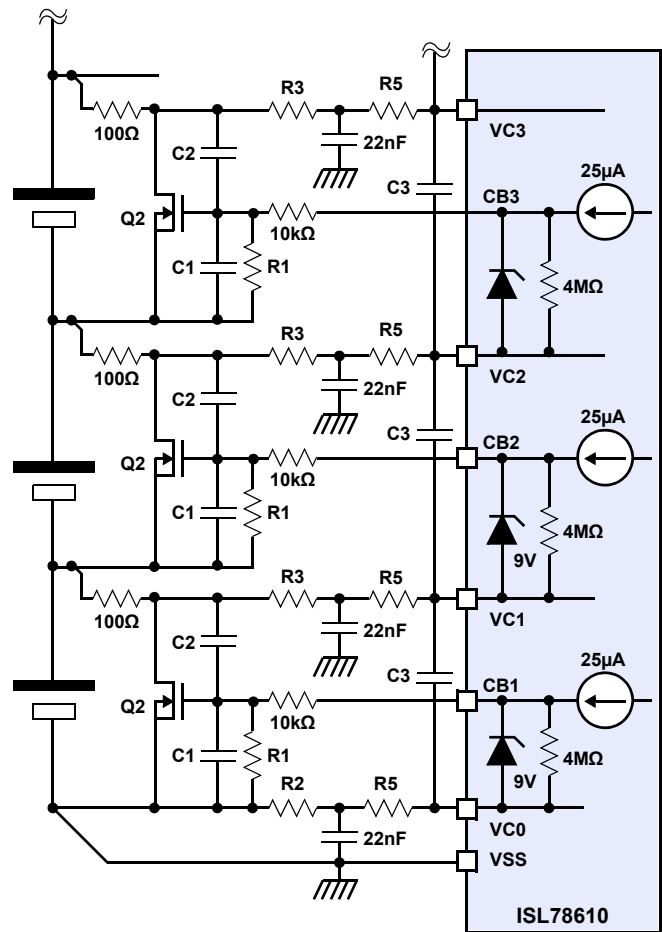 R3
R5
100Ω
VC3
C2
22nF
25µA
C3
CB3
Q2
10kΩ
C1
R1
4MΩ
R3
R5
100Ω
VC2
C2
22nF
25µA
C3
CB2
Q2
10kΩ
C1
R1
4MΩ
9V
R3
R5
100Ω
VC1
C2
22nF
25µA
C3
CB1
Q2
10kΩ
C1
R1
4MΩ
9V
R2
R5
VC0
22nF
VSS
ISL78610